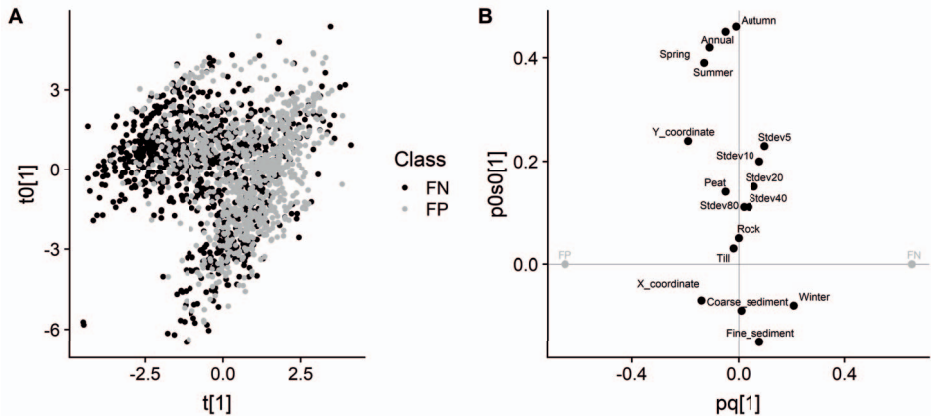 A
t0[1]
3
0
-3
-6
-2.5
0.0
2.5
t[1]
Class
FN
FP
B
p0s0[1]
0.4
0.2
0.0
-0.4
0.0
0.4
pq[1]
Autumn
Annual
Spring
Summer
Y_coordinate
Stdev5
Stdev10
Stdev20
Peat
Stdev80
Stdev40
Rock
Till
FP
FN
X_coordinate
Coarse_sediment
Winter
Fine_sediment